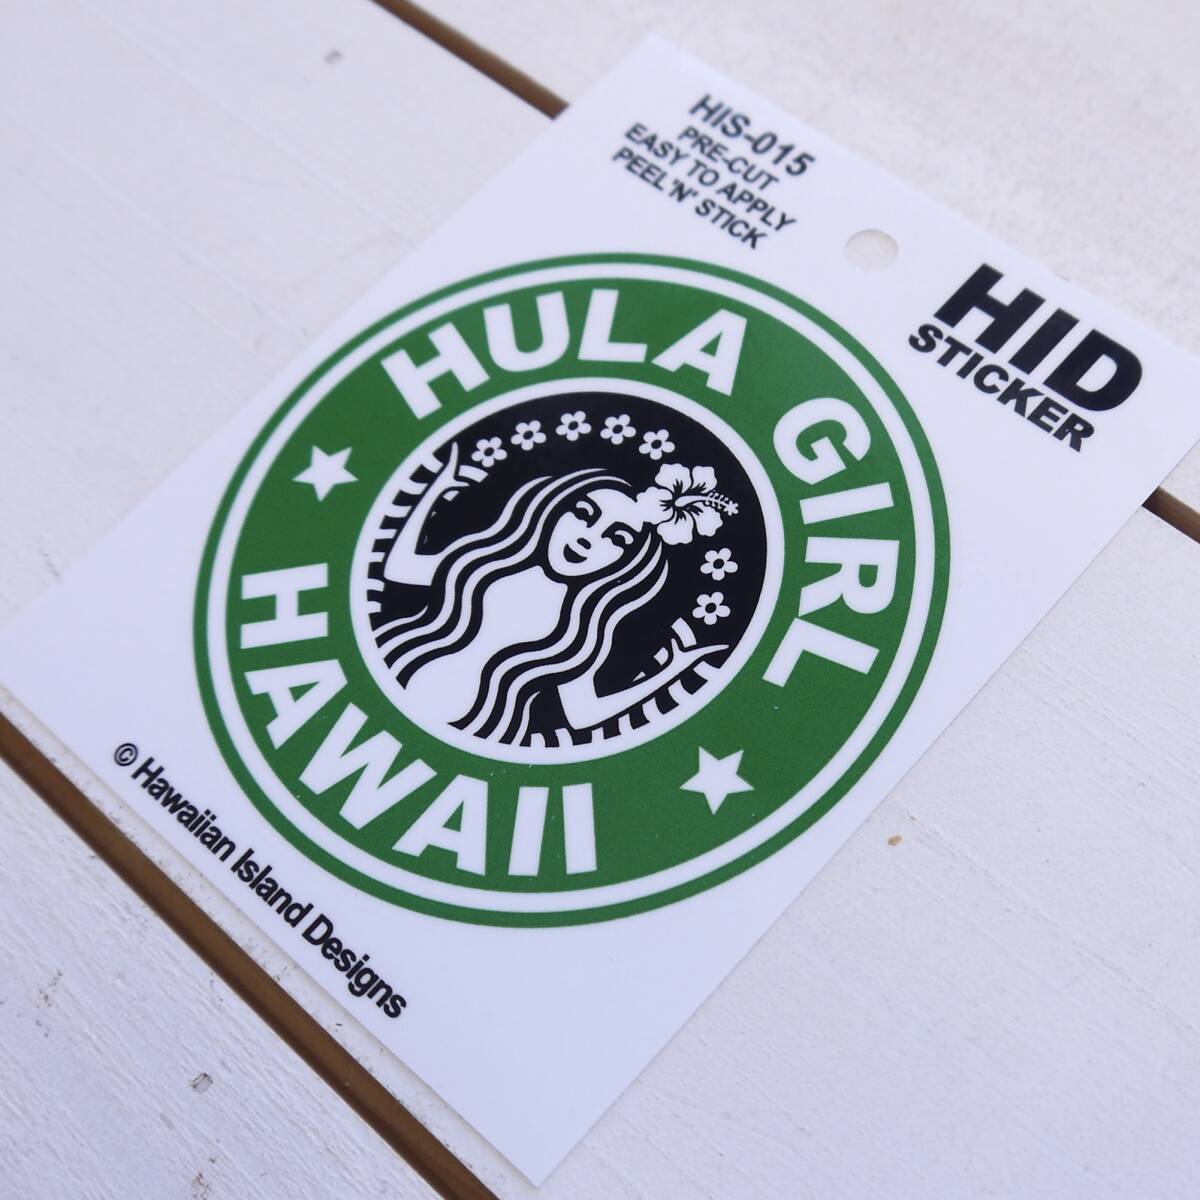 HIS-015
PRE-CUT
EASY TO APPLY
PEEL'N' STICK
HID
STICKER
HULA GIRL
HAWAII
© Hawaiian Island Designs